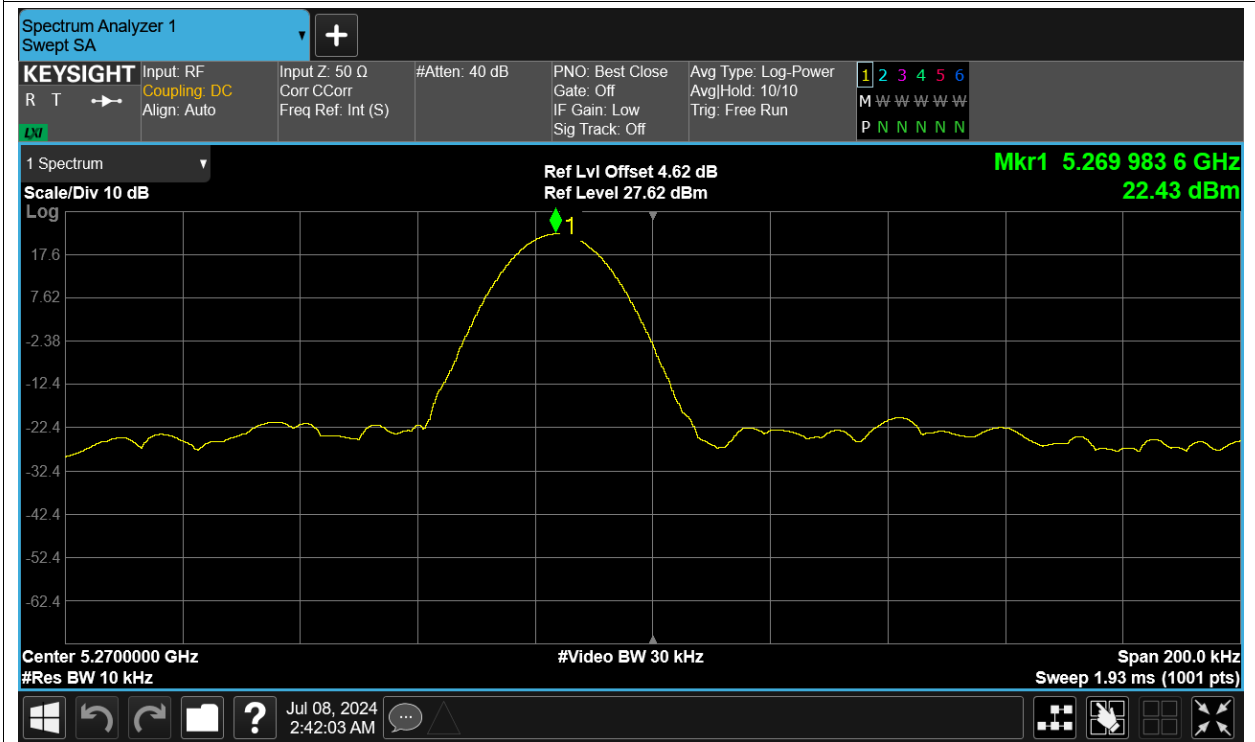 Spectrum Analyzer 1
Swept SA
+
KEYSIGHT
R T
LXI
Input: RF
Coupling: DC
Align: Auto
Input Z: 50 Ω
Corr CCorr
Freq Ref: Int (S)
#Atten: 40 dB
PNO: Best Close
Gate: Off
IF Gain: Low
Sig Track: Off
Avg Type: Log-Power
Avg|Hold: 10/10
Trig: Free Run
1 2 3 4 5 6
M W W W W W
P N N N N N
1 Spectrum
Scale/Div 10 dB
Log
Ref Lvl Offset 4.62 dB
Ref Level 27.62 dBm
Mkr1 5.269 983 6 GHz
22.43 dBm
1
17.6
7.62
-2.38
-12.4
-22.4
-32.4
-42.4
-52.4
-62.4
Center 5.2700000 GHz
#Res BW 10 kHz
#Video BW 30 kHz
Span 200.0 kHz
Sweep 1.93 ms (1001 pts)
?
Jul 08, 2024
2:42:03 AM